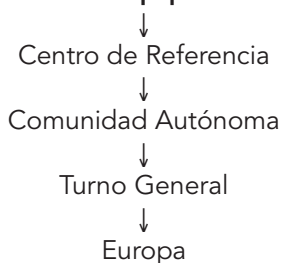 ↓
Centro de Referencia
↓
Comunidad Autónoma
↓
Turno General
↓
Europa